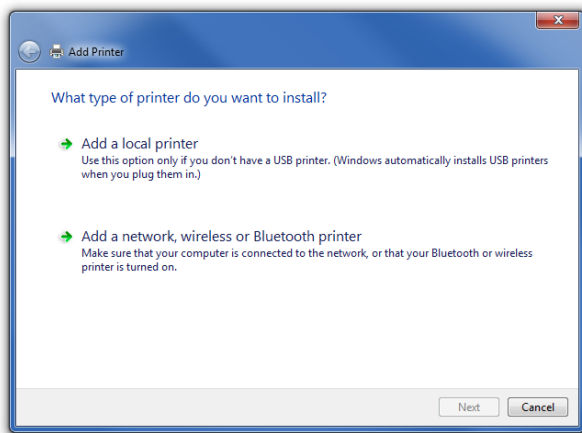 Add Printer
What type of printer do you want to install?
Add a local printer
Use this option only if you don't have a USB printer. (Windows automatically installs USB printers
when you plug them in.)
Add a network, wireless or Bluetooth printer
Make sure that your computer is connected to the network, or that your Bluetooth or wireless
printer is turned on.
Next
Cancel